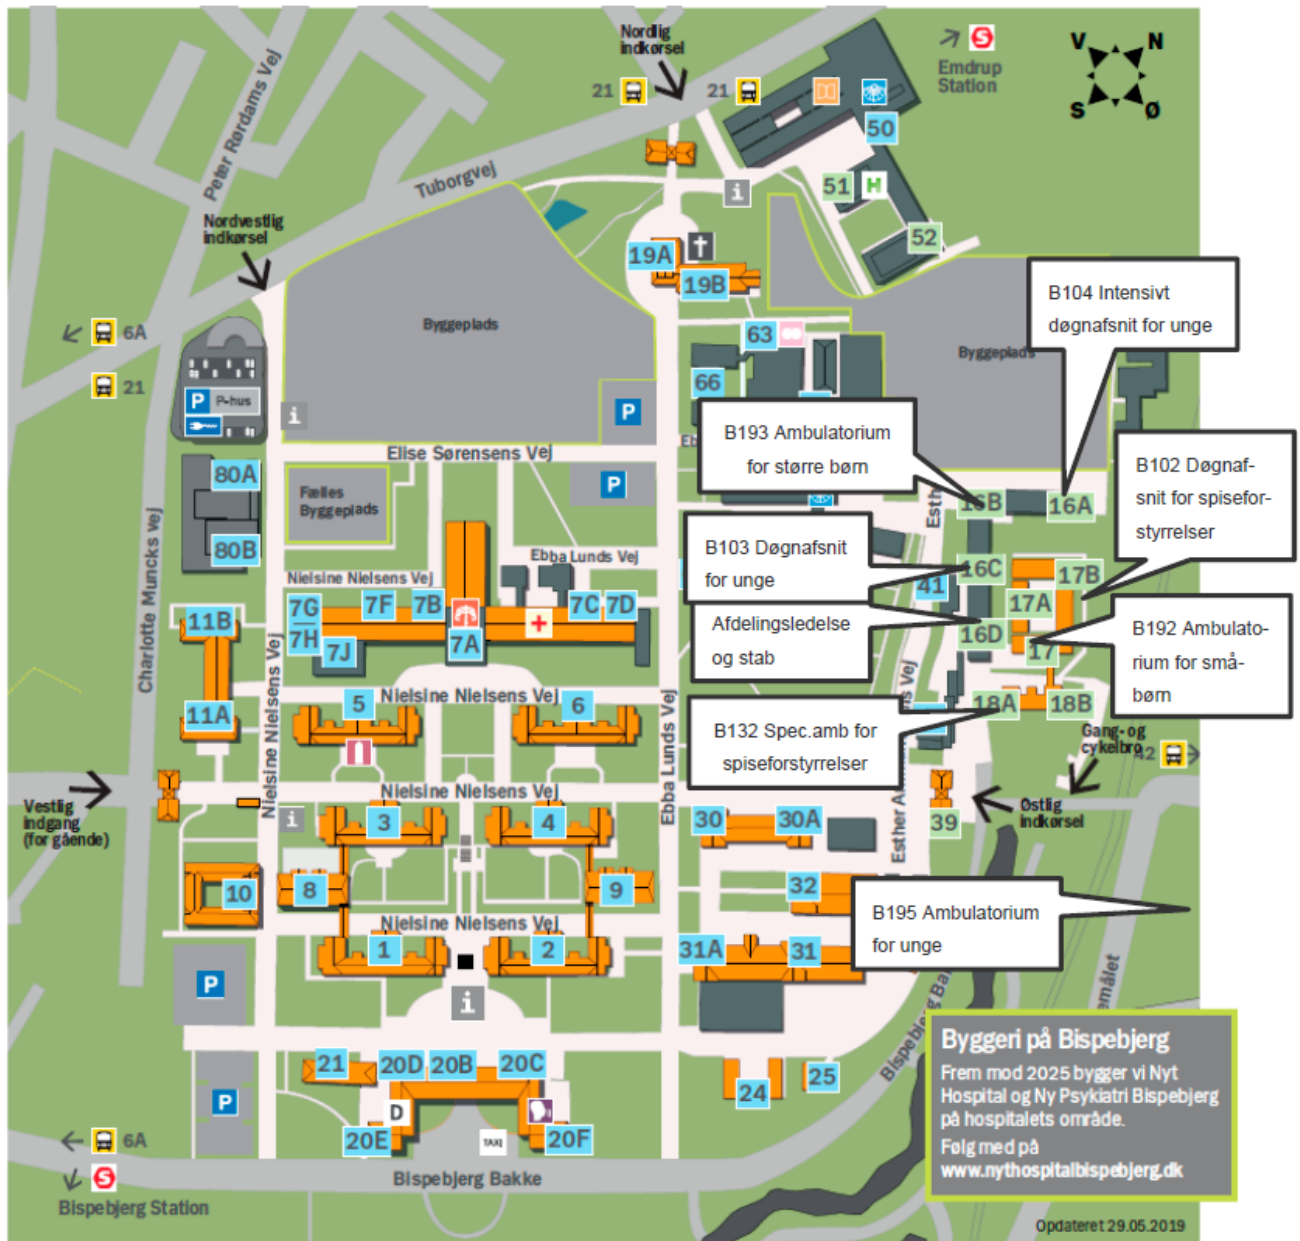 Nordlig
indkørsel
21
21
Emdrup
Station
V
N
S
Ø
50
Peter Rørdams Vej
Tuborgvej
51
H
i
52
Nordvestlig
indkørsel
19A
19B
B104 Intensivt
døgnafsnit for unge
Byggeplads
Byggeplads
6A
21
63
66
P P-hus
i
P
B193 Ambulatorium
for større børn
Elise Sørensens Vej
B102 Døgnaf-
snit for spisefor-
styrrelser
80A
P
Fælles
Byggeplads
16B
16A
Charlotte Muncks vej
80B
B103 Døgnafsnit
for unge
Ebba Lunds Vej
Nielsine Nielsens Vej
16C
17B
41
7G
7H
7F
7B
7C
7D
17A
11B
7A
7J
Afdelingsledelse
og stab
16D
17
B192 Ambulato-
rium for små-
børn
Nielsine Nielsens Vej
Nielsine Nielsens Vej
Ebba Lunds Vej
11A
5
6
18A
18B
B132 Spec.amb for
spiseforstyrrelser
Gang- og
cykelbro
42
Vestlig
indgang
(for gående)
Nielsine Nielsens Vej
Østlig
indkørsel
i
3
4
30
30A
39
10
8
9
32
B195 Ambulatorium
for unge
Nielsine Nielsens Vej
1
2
31A
31
P
i
21
20D
20B
20C
24
25
P
D
20E
TAXI
20F
6A
Bispebjerg Bakke
Bispebjerg Station
Byggeri på Bispebjerg
Frem mod 2025 bygger vi Nyt
Hospital og Ny Psykiatri Bispebjerg
på hospitalets område.
Følg med på
www.nythospitalbispebjerg.dk
Opdateret 29.05.2019